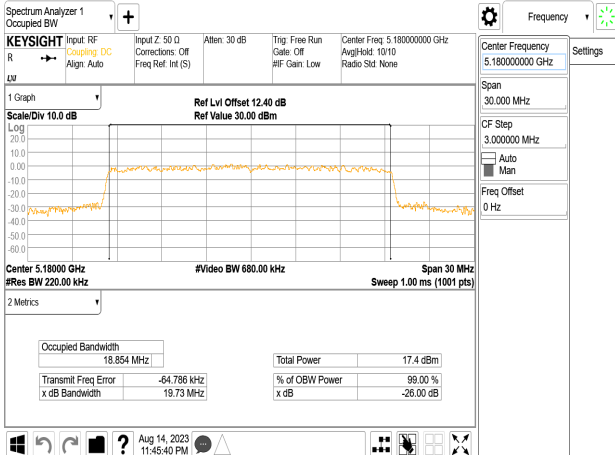 Spectrum Analyzer 1
Occupied BW
Frequency
KEYSIGHT
R
LXI
Input: RF
Coupling: DC
Align: Auto
Input Z: 50 Ω
Corrections: Off
Freq Ref: Int (S)
Atten: 30 dB
Trig: Free Run
Gate: Off
#IF Gain: Low
Center Freq: 5.180000000 GHz
Avg|Hold: 10/10
Radio Std: None
Center Frequency
5.180000000 GHz
Settings
Span
30.000 MHz
CF Step
3.000000 MHz
Auto
Man
Freq Offset
0 Hz
1 Graph
Scale/Div 10.0 dB
Ref Lvl Offset 12.40 dB
Ref Value 30.00 dBm
Log
20.0
10.0
0.00
-10.0
-20.0
-30.0
-40.0
-50.0
-60.0
Center 5.18000 GHz
#Video BW 680.00 kHz
Span 30 MHz
#Res BW 220.00 kHz
Sweep 1.00 ms (1001 pts)
2 Metrics
Occupied Bandwidth
18.854 MHz
Total Power 17.4 dBm
Transmit Freq Error -64.786 kHz
% of OBW Power 99.00 %
x dB Bandwidth 19.73 MHz
x dB -26.00 dB
?
Aug 14, 2023
11:45:40 PM